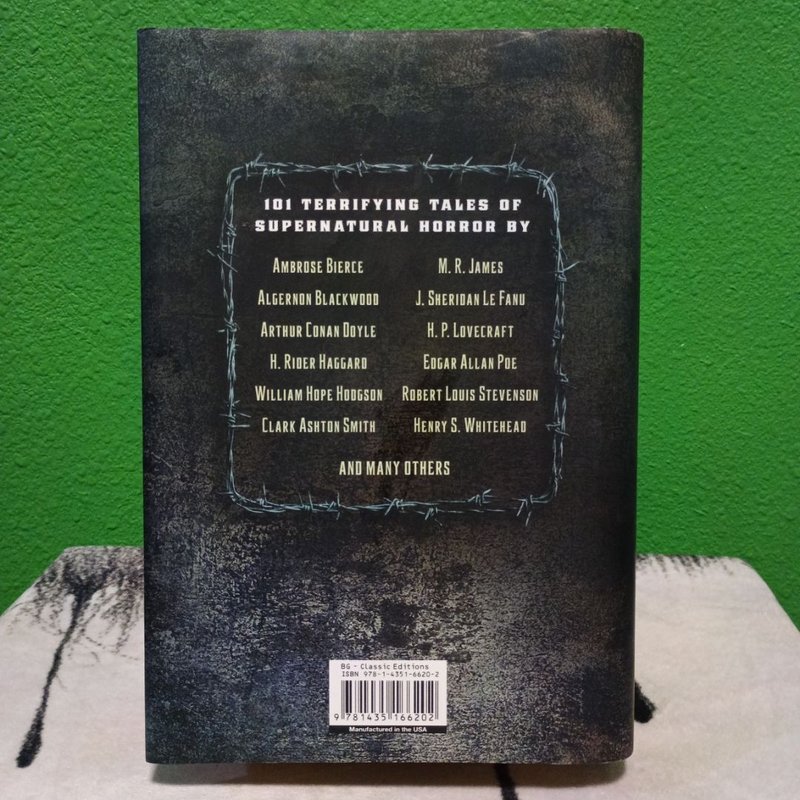 101 TERRIFYING TALES OF
SUPERNATURAL HORROR BY
AMBROSE BIERCE
ALGERNON BLACKWOOD
ARTHUR CONAN DOYLE
H. RIDER HAGGARD
WILLIAM HOPE HODGSON
CLARK ASHTON SMITH
M. R. JAMES
J. SHERIDAN LE FANU
H. P. LOVECRAFT
EDGAR ALLAN POE
ROBERT LOUIS STEVENSON
HENRY S. WHITEHEAD
AND MANY OTHERS
BG - Classic Editions
ISBN 978-1-4351-6620-2
9 781435 166202
Manufactured in the USA